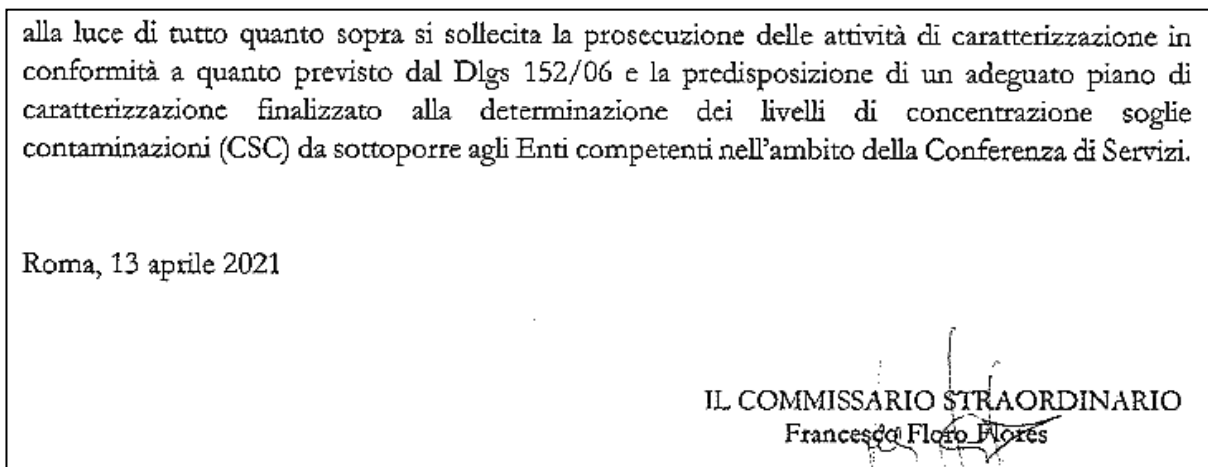 alla luce di tutto quanto sopra si sollecita la prosecuzione delle attività di caratterizzazione in
conformità a quanto previsto dal Dlgs 152/06 e la predisposizione di un adeguato piano di
caratterizzazione finalizzato alla determinazione dei livelli di concentrazione soglie
contaminazioni (CSC) da sottoporre agli Enti competenti nell'ambito della Conferenza di Servizi.
Roma, 13 aprile 2021
IL COMMISSARIO STRAORDINARIO
Francesco Floro Flores